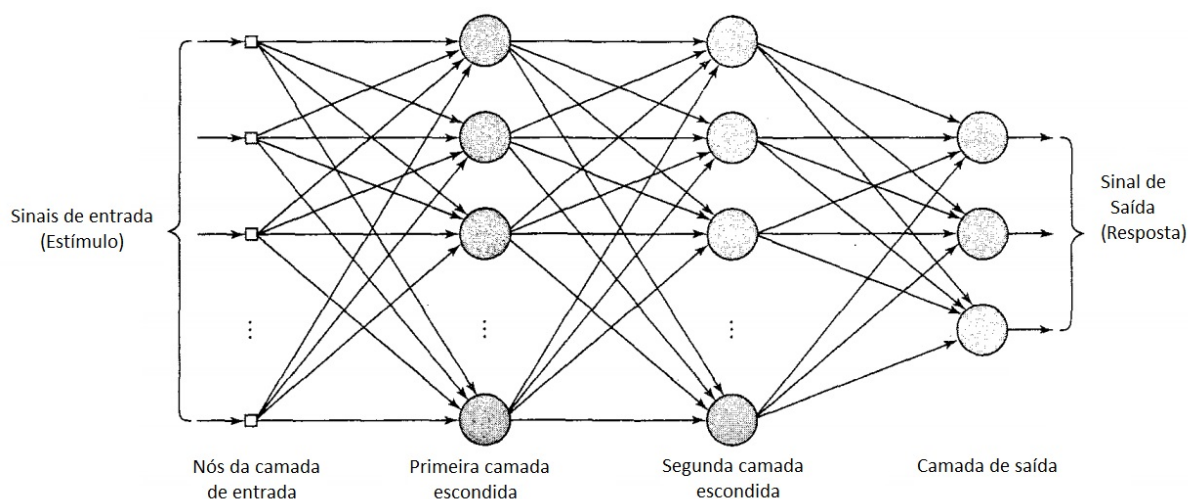 Sinais de entrada
(Estímulo)
Sinal de
Saída
(Resposta)
Nós da camada
de entrada
Primeira camada
escondida
Segunda camada
escondida
Camada de saída